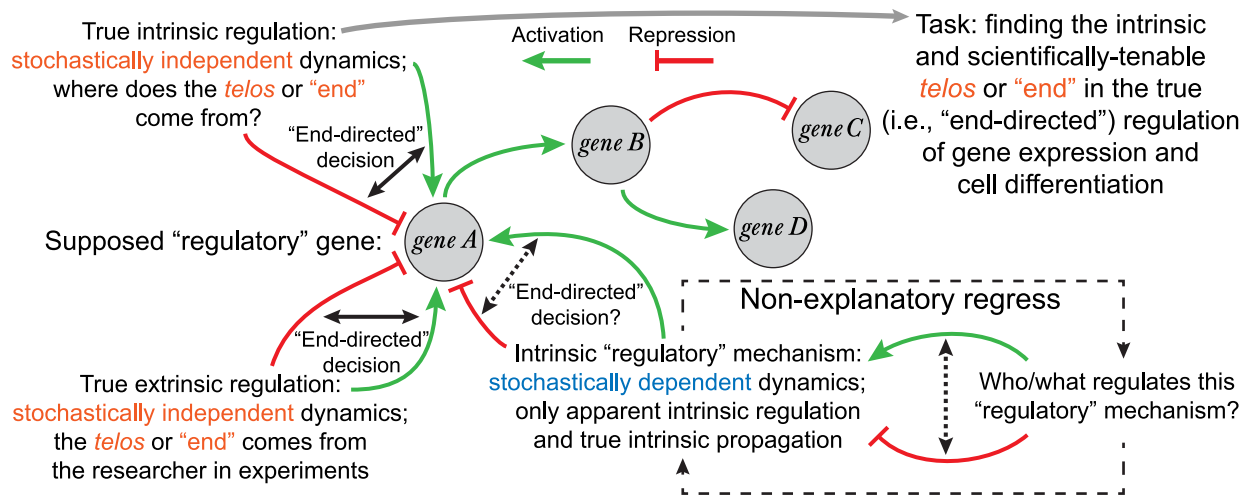 True intrinsic regulation:
stochastically independent dynamics;
where does the telos or “end”
come from?
“End-directed”
decision
Activation
Repression
Task: finding the intrinsic
and scientifically-tenable
telos or “end” in the true
(i.e., “end-directed”) regulation
of gene expression and
cell differentiation
gene B
gene C
gene D
Supposed “regulatory” gene:
gene A
“End-directed”
decision?
“End-directed”
decision
True extrinsic regulation:
stochastically independent dynamics;
the telos or “end” comes from
the researcher in experiments
Non-explanatory regress
Intrinsic “regulatory” mechanism:
stochastically dependent dynamics;
only apparent intrinsic regulation
and true intrinsic propagation
Who/what regulates this
“regulatory” mechanism?